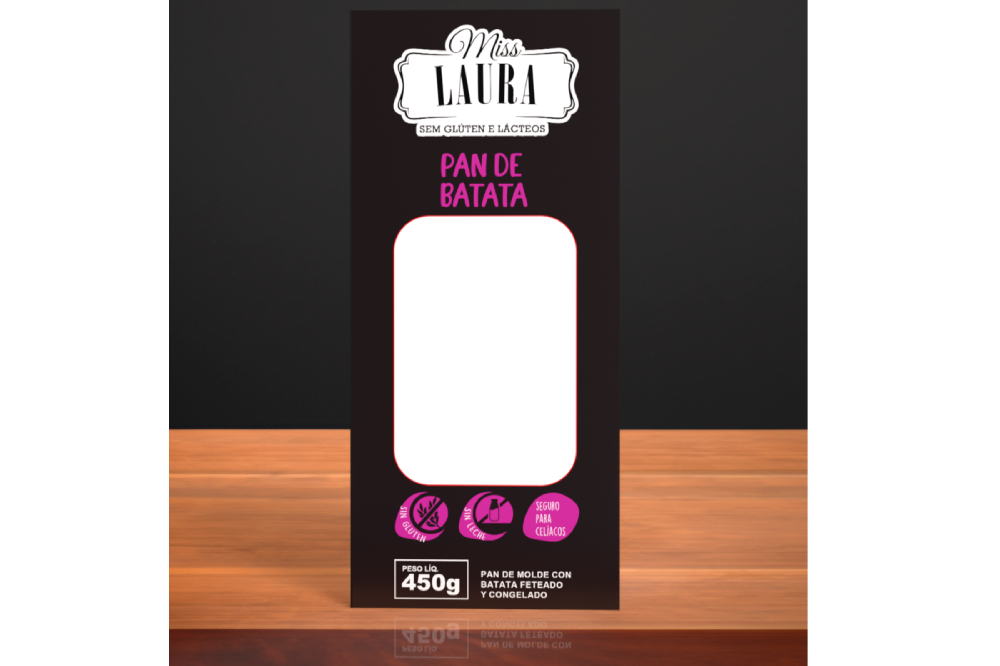 Miss
LAURA
SEM GLÚTEN E LÁCTEOS
PAN DE
BATATA
SIN GLUTEN
SIN LECHE
SEGURO
PARA
CELÍACOS
PESO LÍQ.
450g
PAN DE MOLDE CON
BATATA FETEADO
Y CONGELADO